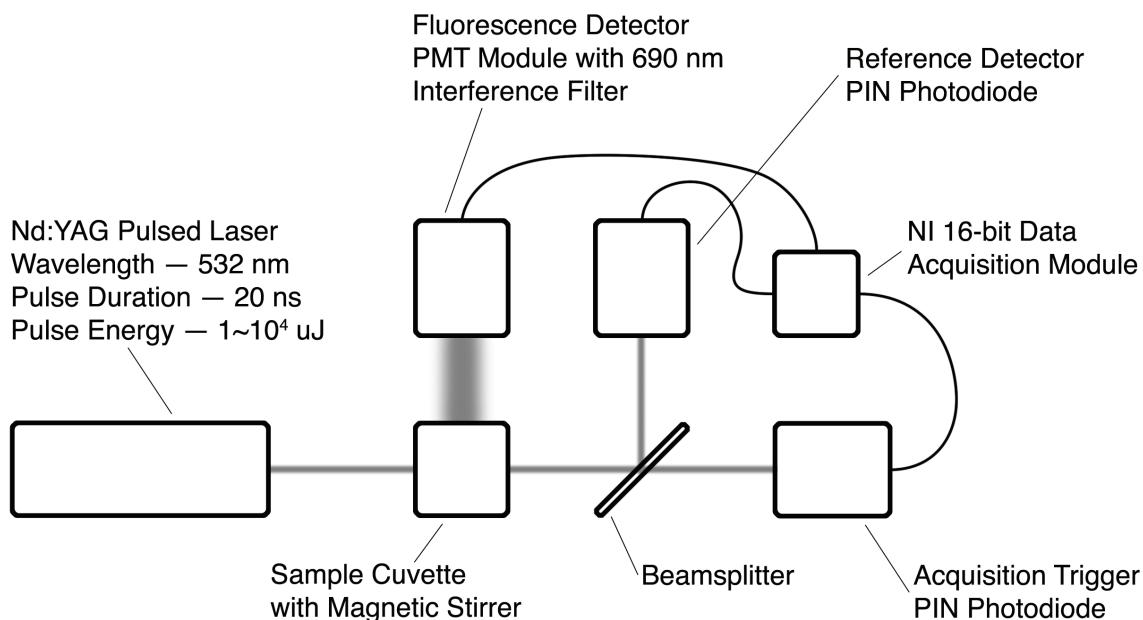 Fluorescence Detector
PMT Module with 690 nm
Interference Filter
Reference Detector
PIN Photodiode
Nd:YAG Pulsed Laser
Wavelength — 532 nm
Pulse Duration — 20 ns
Pulse Energy — 1~10⁴ uJ
NI 16-bit Data
Acquisition Module
Sample Cuvette
with Magnetic Stirrer
Beamsplitter
Acquisition Trigger
PIN Photodiode